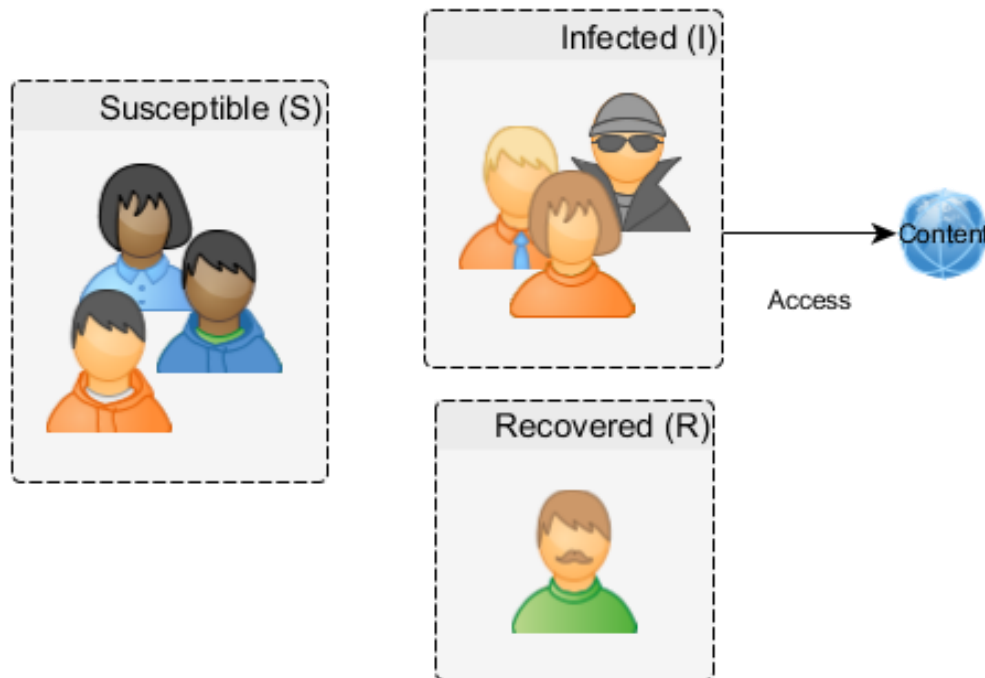 Infected (I)
Susceptible (S)
Content
Access
Recovered (R)